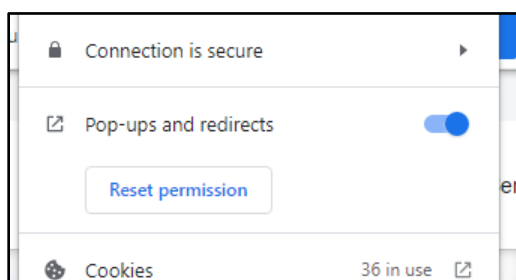 Connection is secure
Pop-ups and redirects
Reset permission
Cookies 36 in use